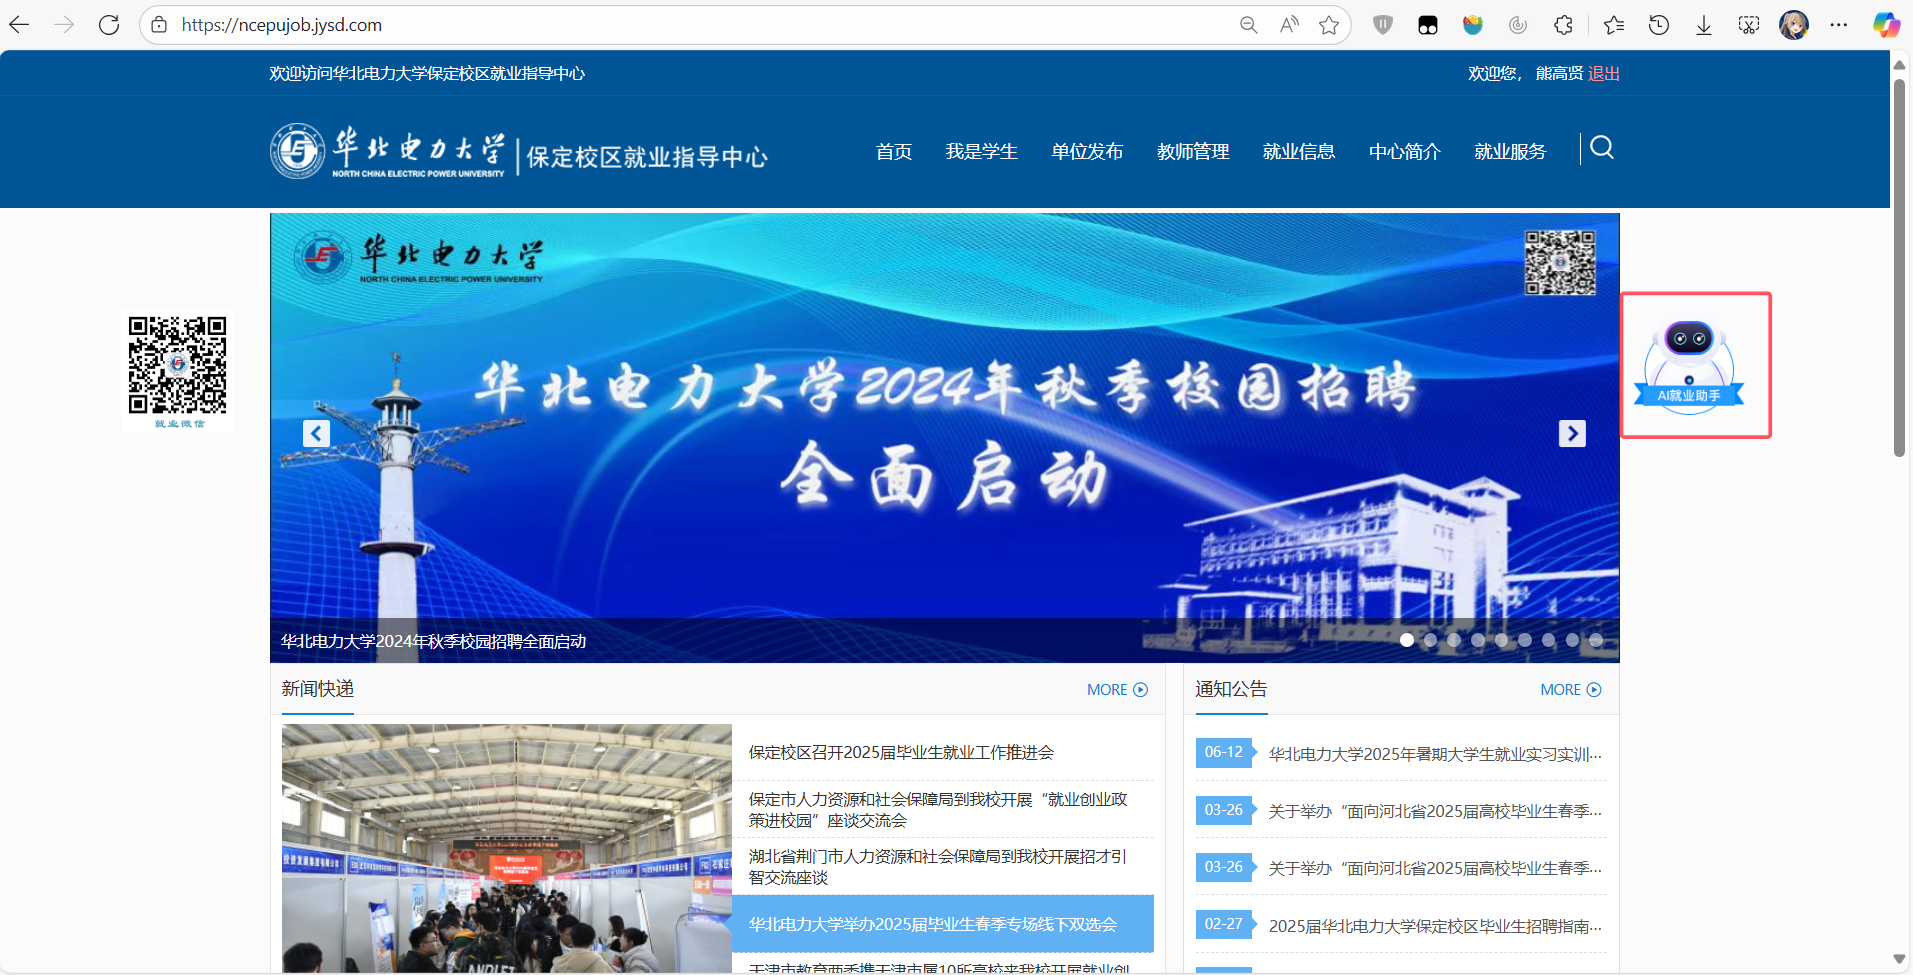 https://ncepujob.jysd.com
欢迎访问华北电力大学保定校区就业指导中心
欢迎您， 熊高贤 退出
华北电力大学
NORTH CHINA ELECTRIC POWER UNIVERSITY
保定校区就业指导中心
首页 我是学生 单位发布 教师管理 就业信息 中心简介 就业服务
华北电力大学
NORTH CHINA ELECTRIC POWER UNIVERSITY
就业微信
华北电力大学2024年秋季校园招聘
全面启动
AI就业助手
华北电力大学2024年秋季校园招聘全面启动
新闻快递
MORE
保定校区召开2025届毕业生就业工作推进会
保定市人力资源和社会保障局到我校开展“就业创业政
策进校园”座谈交流会
湖北省荆门市人力资源和社会保障局到我校开展招才引
智交流座谈
华北电力大学举办2025届毕业生春季专场线下双选会
天津市教育两委携天津市属10所高校来我校开展就业创
通知公告
MORE
06-12 华北电力大学2025年暑期大学生就业实习实训...
03-26 关于举办“面向河北省2025届高校毕业生春季...
03-26 关于举办“面向河北省2025届高校毕业生春季...
02-27 2025届华北电力大学保定校区毕业生招聘指南...